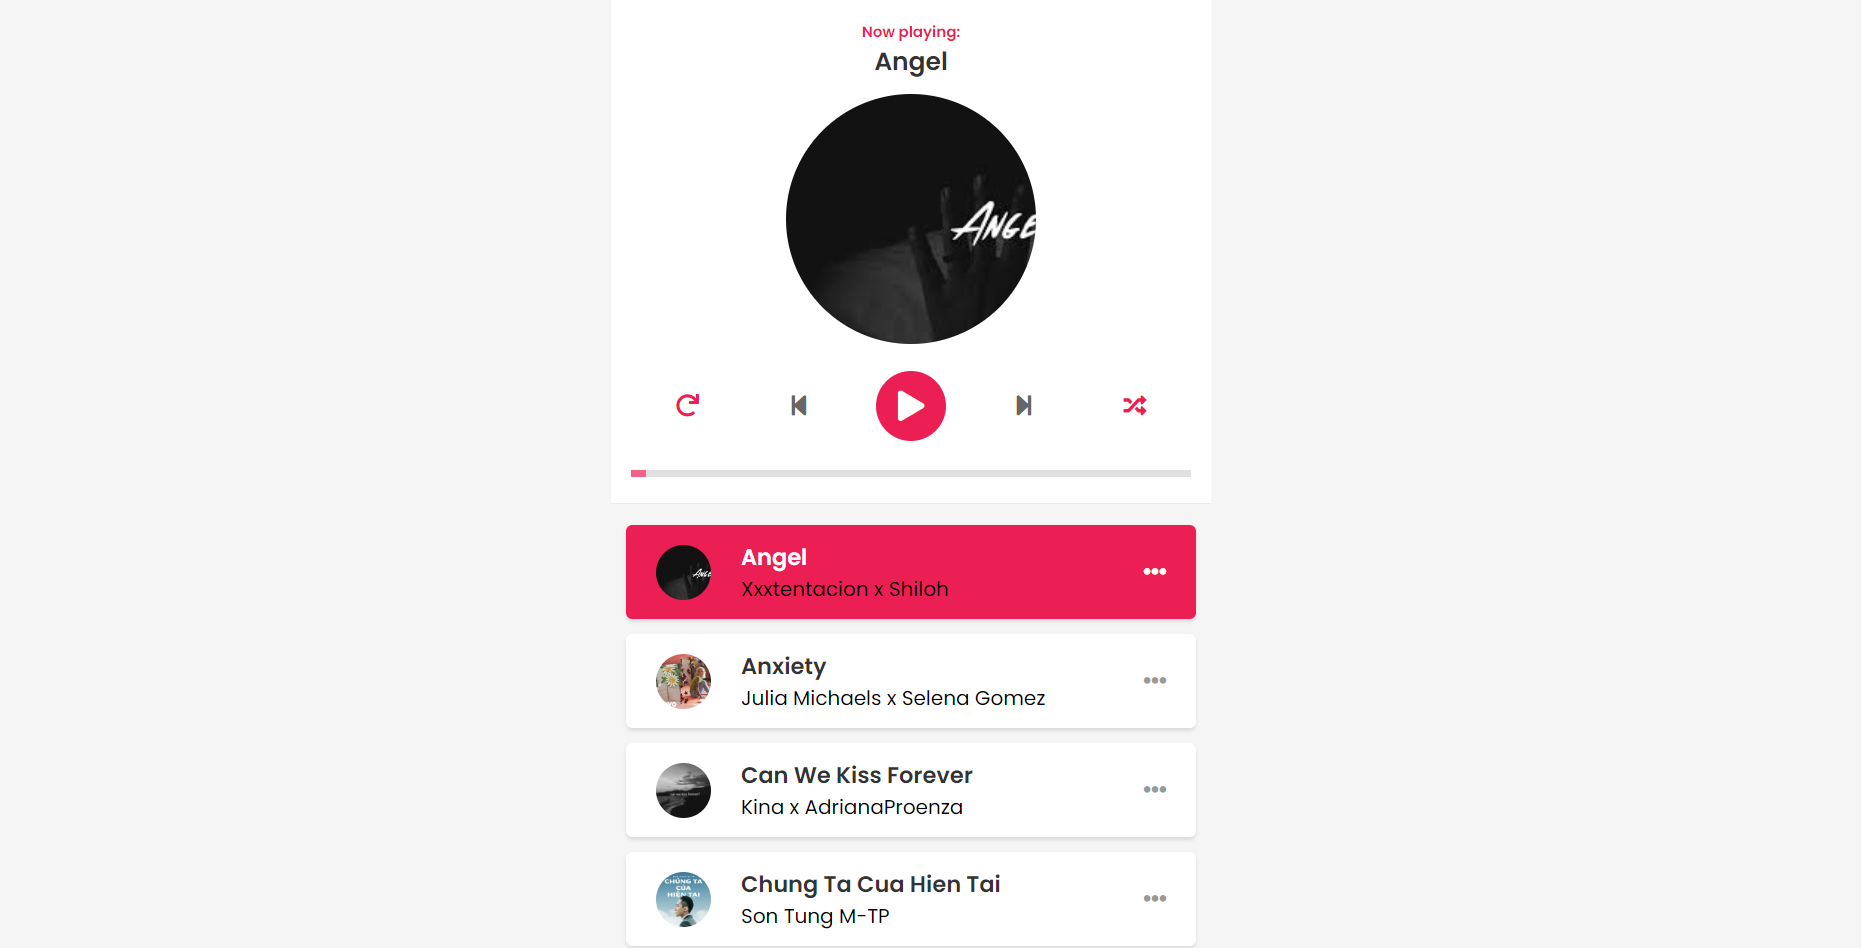 Now playing:
Angel
ANGE
Angel
Xxxtentacion x Shiloh
ANGE
Anxiety
Julia Michaels x Selena Gomez
Can We Kiss Forever
Kina x AdrianaProenza
Chung Ta Cua Hien Tai
Son Tung M-TP
CHÚNG TA
CỦA
HIỆN TẠI